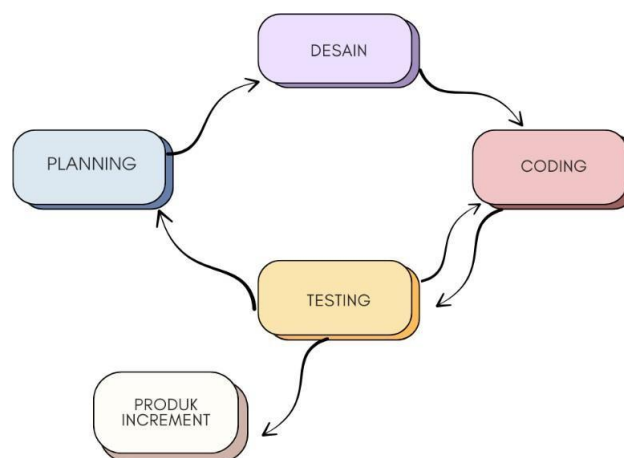 DESAIN
PLANNING
CODING
TESTING
PRODUK
INCREMENT